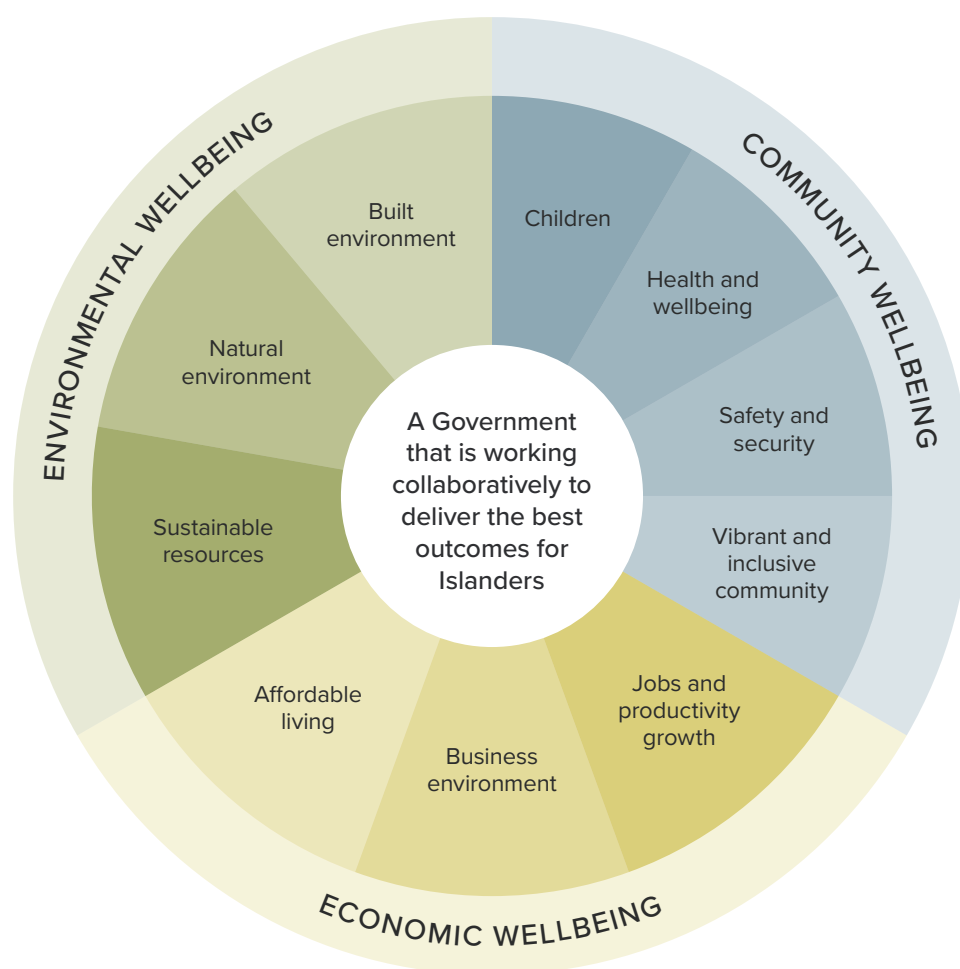 ENVIRONMENTAL WELLBEING
COMMUNITY WELLBEING
ECONOMIC WELLBEING
Built
environment
Children
Health and
wellbeing
Natural
environment
Safety and
security
A Government
that is working
collaboratively to
deliver the best
outcomes for
Islanders
Sustainable
resources
Vibrant and
inclusive
community
Affordable
living
Jobs and
productivity
growth
Business
environment